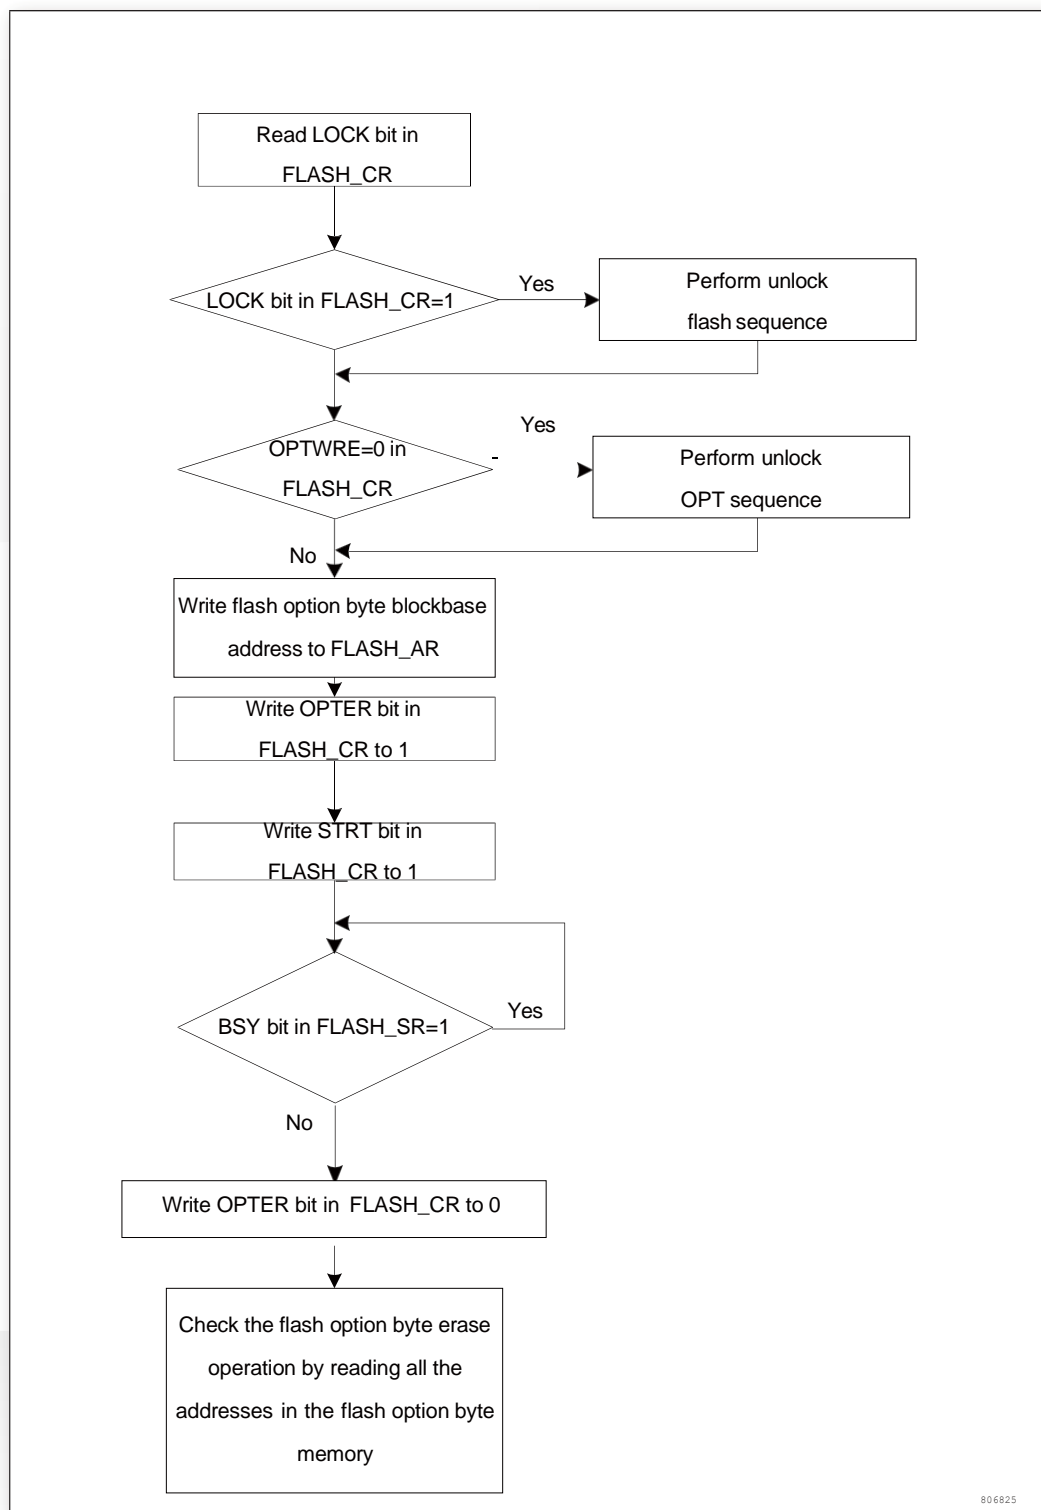 Read LOCK bit in
FLASH_CR
LOCK bit in FLASH_CR=1
Yes
Perform unlock
flash sequence
OPTWRE=0 in
FLASH_CR
Yes
Perform unlock
OPT sequence
No
Write flash option byte blockbase
address to FLASH_AR
Write OPTER bit in
FLASH_CR to 1
Write STRT bit in
FLASH_CR to 1
BSY bit in FLASH_SR=1
Yes
No
Write OPTER bit in FLASH_CR to 0
Check the flash option byte erase
operation by reading all the
addresses in the flash option byte
memory
806825